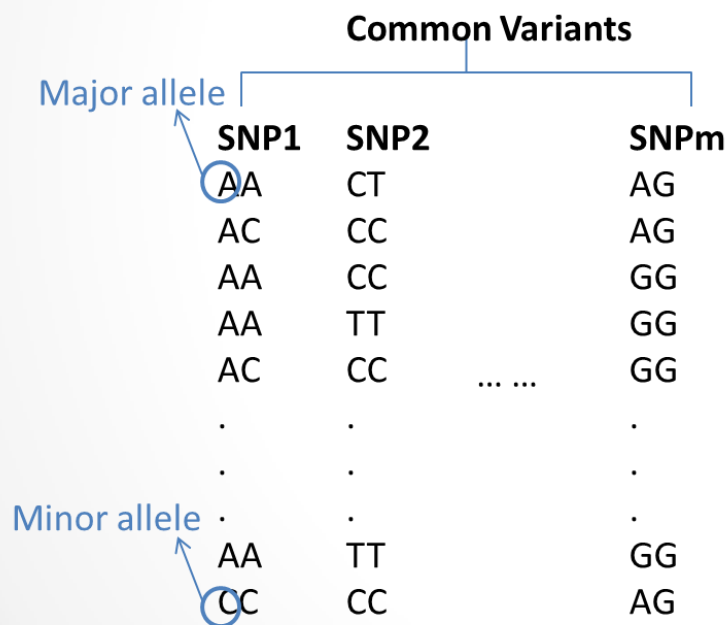 Common Variants
Major allele
SNP1 SNP2 SNPm
AA CT AG
AC CC AG
AA CC GG
AA TT GG
AC CC ... ... GG
. . .
. . .
Minor allele . . .
AA TT GG
CC CC AG